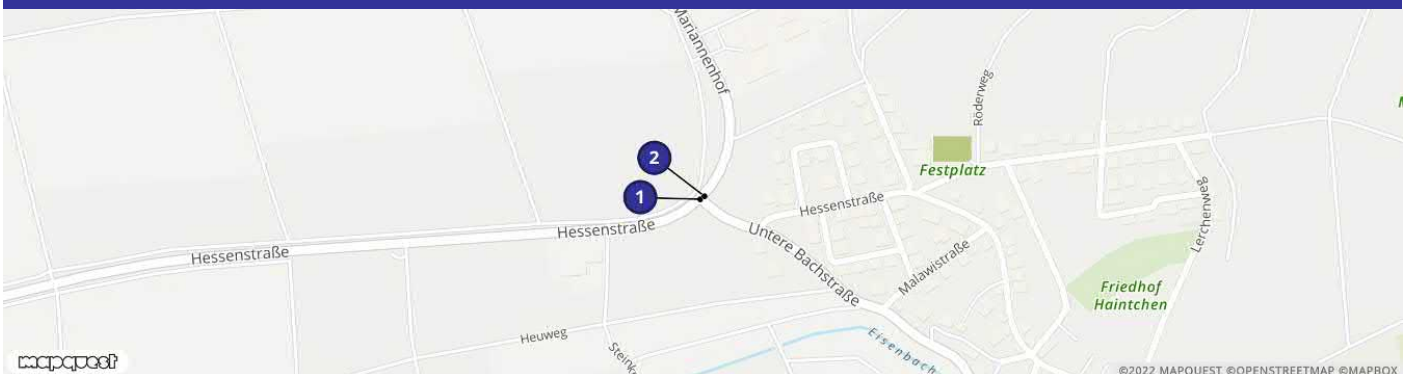 Mariannenhof
Röderweg
2
Festplatz
1
Hessenstraße
Lerchenweg
Hessenstraße
Untere Bachstraße
Hessenstraße
Malawistraße
Friedhof
Haintchen
Heuweg
Eisenbach
mapquest
©2022 MAPQUEST ©OPENSTREETMAP ©MAPBOX